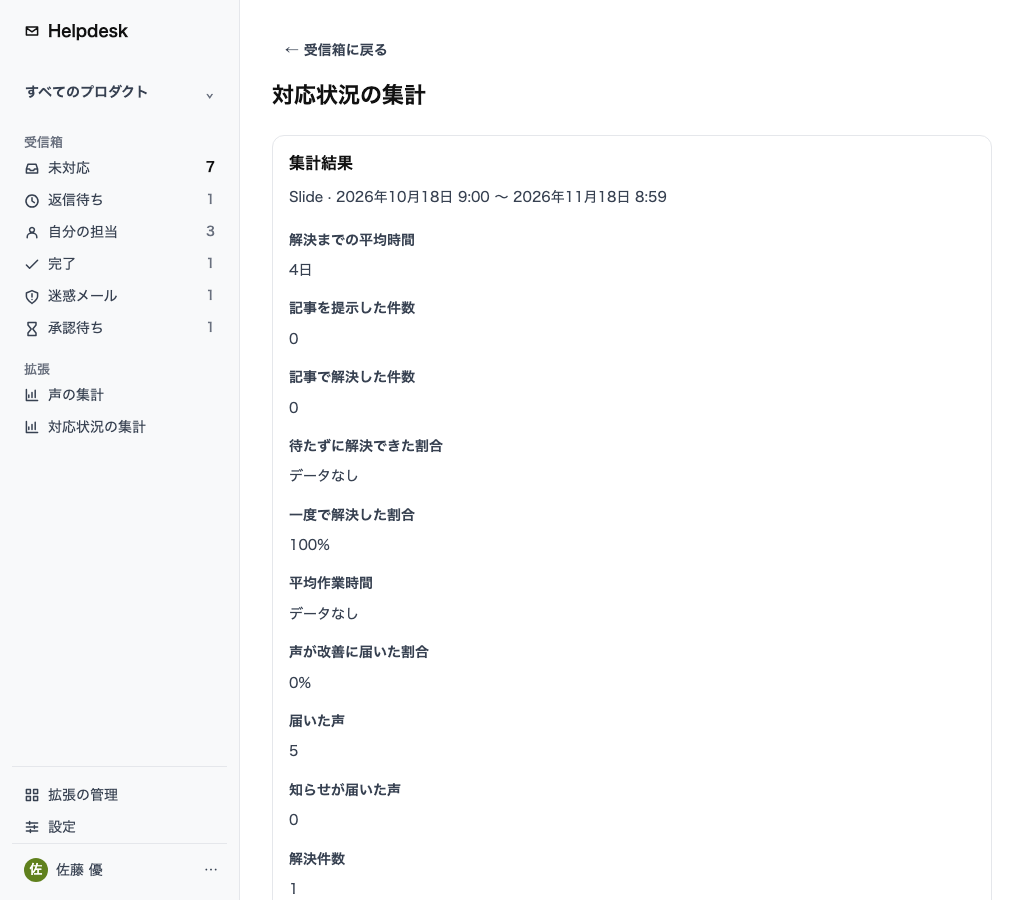 Helpdesk
すべてのプロダクト
受信箱
未対応 7
返信待ち 1
自分の担当 3
完了 1
迷惑メール 1
承認待ち 1
拡張
声の集計
対応状況の集計
拡張の管理
設定
佐 佐藤 優 …
← 受信箱に戻る
対応状況の集計
集計結果
Slide · 2026年10月18日 9:00 〜 2026年11月18日 8:59
解決までの平均時間
4日
記事を提示した件数
0
記事で解決した件数
0
待たずに解決できた割合
データなし
一度で解決した割合
100%
平均作業時間
データなし
声が改善に届いた割合
0%
届いた声
5
知らせが届いた声
0
解決件数
1